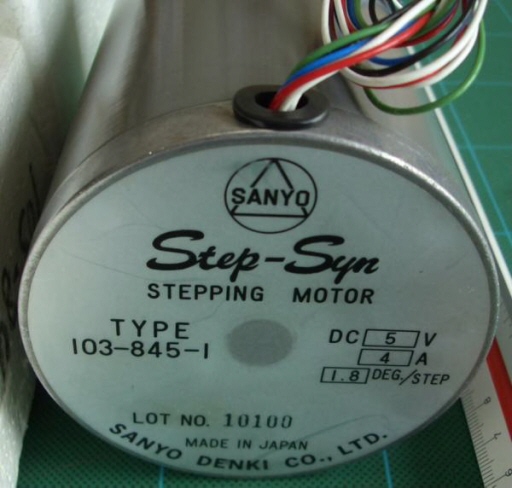 SANYO
Step-Syn
STEPPING MOTOR
TYPE
103-845-1
DC 5 V
4 A
1.8 DEG./STEP
LOT NO. 10100
MADE IN JAPAN
SANYO DENKI CO., LTD.